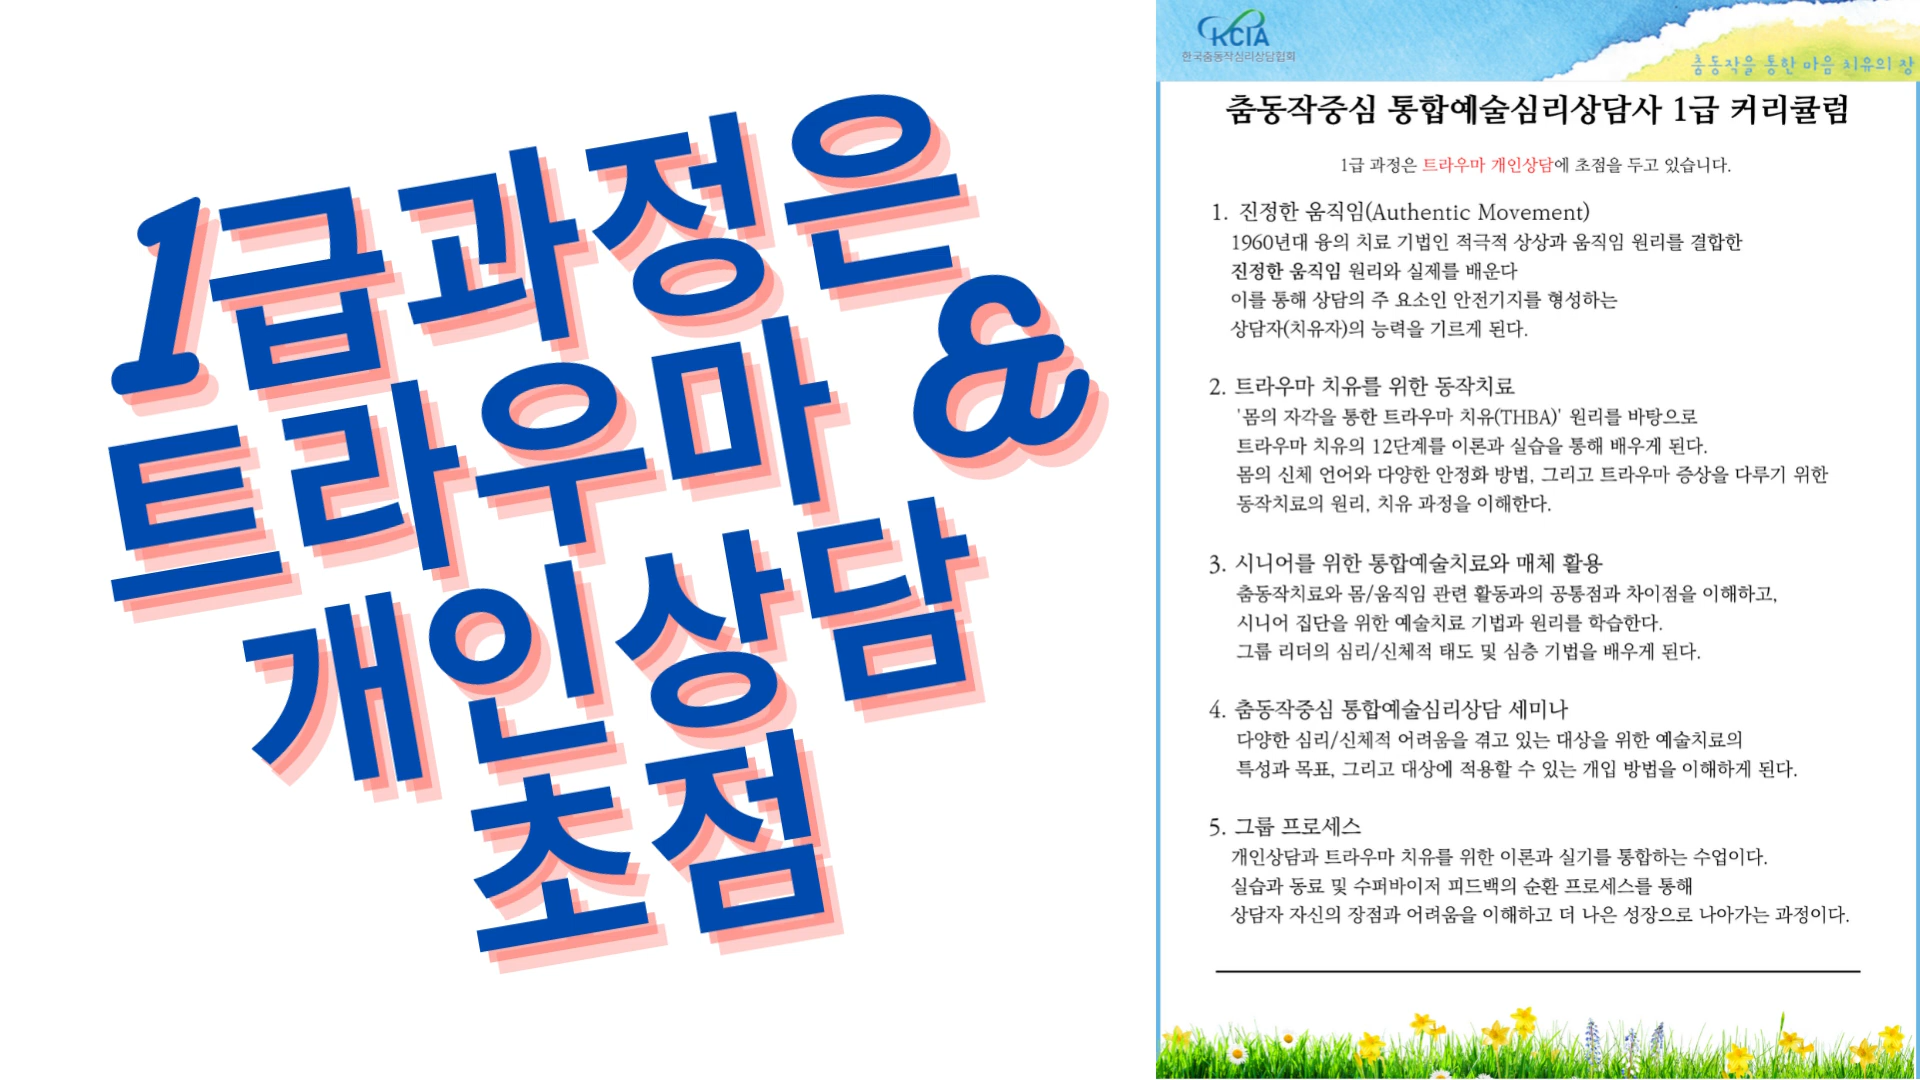 1급과정은
트라우마 &
개인상담
초점
KCIA
한국춤동작심리상담협회
춤동작을 통한 마음 치유의 장
춤동작중심 통합예술심리상담사 1급 커리큘럼
1급 과정은 트라우마 개인상담에 초점을 두고 있습니다.
1. 진정한 움직임(Authentic Movement)
1960년대 융의 치료 기법인 적극적 상상과 움직임 원리를 결합한
진정한 움직임 원리와 실제를 배운다
이를 통해 상담의 주 요소인 안전기지를 형성하는
상담자(치유자)의 능력을 기르게 된다.
2. 트라우마 치유를 위한 동작치료
'몸의 자각을 통한 트라우마 치유(THBA)' 원리를 바탕으로
트라우마 치유의 12단계를 이론과 실습을 통해 배우게 된다.
몸의 신체 언어와 다양한 안정화 방법, 그리고 트라우마 증상을 다루기 위한
동작치료의 원리, 치유 과정을 이해한다.
3. 시니어를 위한 통합예술치료와 매체 활용
춤동작치료와 몸/움직임 관련 활동과의 공통점과 차이점을 이해하고,
시니어 집단을 위한 예술치료 기법과 원리를 학습한다.
그룹 리더의 심리/신체적 태도 및 심층 기법을 배우게 된다.
4. 춤동작중심 통합예술심리상담 세미나
다양한 심리/신체적 어려움을 겪고 있는 대상을 위한 예술치료의
특성과 목표, 그리고 대상에 적용할 수 있는 개입 방법을 이해하게 된다.
5. 그룹 프로세스
개인상담과 트라우마 치유를 위한 이론과 실기를 통합하는 수업이다.
실습과 동료 및 수퍼바이저 피드백의 순환 프로세스를 통해
상담자 자신의 장점과 어려움을 이해하고 더 나은 성장으로 나아가는 과정이다.